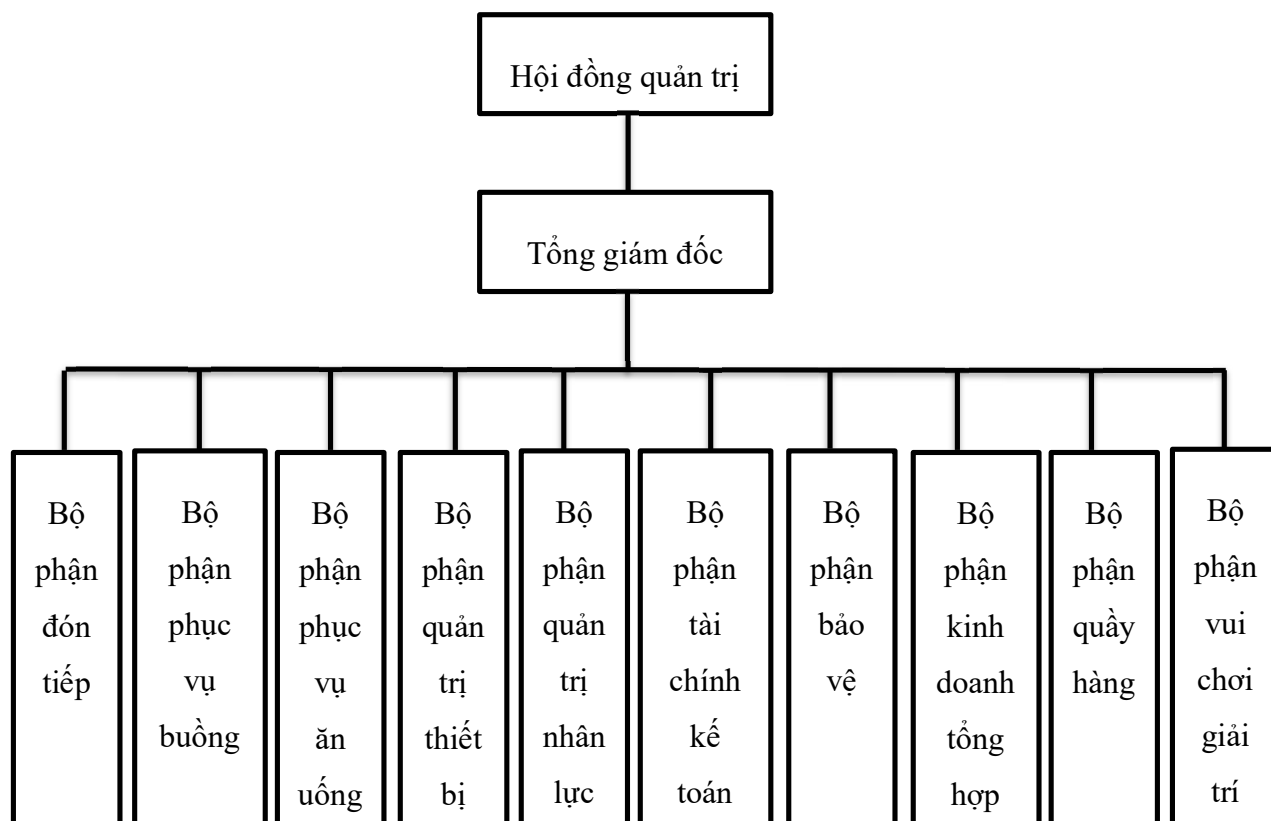 Hội đồng quản trị
Tổng giám đốc
Bộ
phận
đón
tiếp
Bộ
phận
phục
vụ
buồng
Bộ
phận
phục
vụ
ăn
uống
Bộ
phận
quản
trị
thiết
bị
Bộ
phận
quản
trị
nhân
lực
Bộ
phận
tài
chính
kế
toán
Bộ
phận
bảo
vệ
Bộ
phận
kinh
doanh
tổng
hợp
Bộ
phận
quầy
hàng
Bộ
phận
vui
chơi
giải
trí